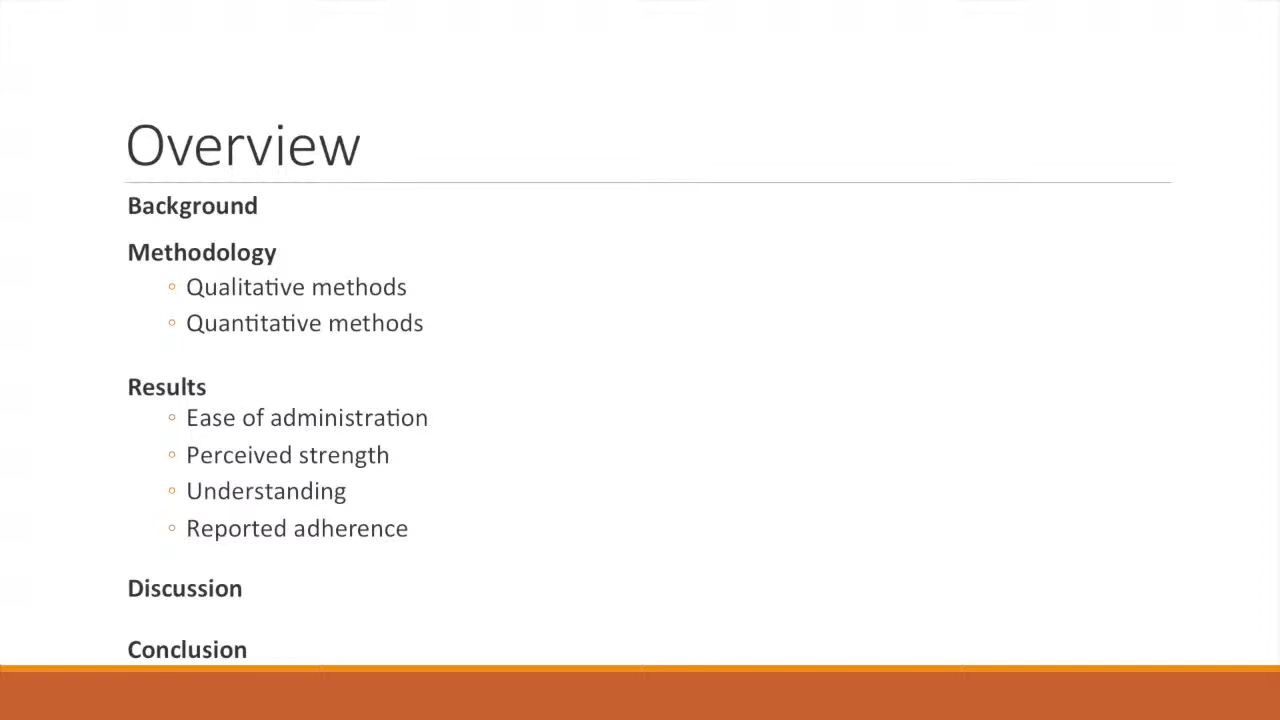 Overview
Background
Methodology
◦ Qualitative methods
◦ Quantitative methods
Results
◦ Ease of administration
◦ Perceived strength
◦ Understanding
◦ Reported adherence
Discussion
Conclusion